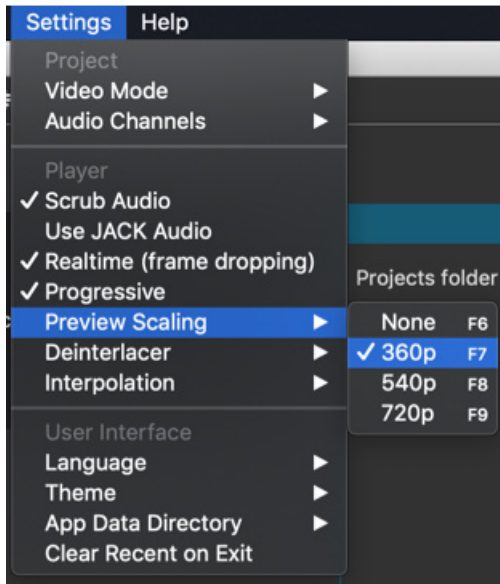 Settings Help
Project
Video Mode ▶
Audio Channels ▶
Player
✓ Scrub Audio
Use JACK Audio
✓ Realtime (frame dropping)
✓ Progressive
Preview Scaling ▶
Deinterlacer ▶
Interpolation ▶
User Interface
Language ▶
Theme ▶
App Data Directory ▶
Clear Recent on Exit
Projects folder
None F6
✓ 360p F7
540p F8
720p F9